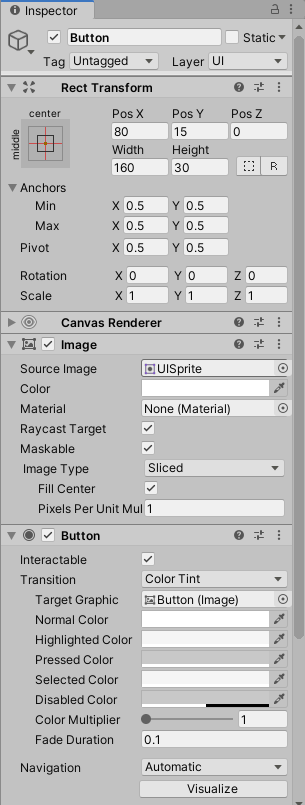 Inspector
Button Static
Tag Untagged Layer UI
Rect Transform
center
middle
Pos X Pos Y Pos Z
80 15 0
Width Height
160 30 R
Anchors
Min X 0.5 Y 0.5
Max X 0.5 Y 0.5
Pivot X 0.5 Y 0.5
Rotation X 0 Y 0 Z 0
Scale X 1 Y 1 Z 1
Canvas Renderer
Image
Source Image UISprite
Color
Material None (Material)
Raycast Target
Maskable
Image Type Sliced
Fill Center
Pixels Per Unit Mul 1
Button
Interactable
Transition Color Tint
Target Graphic Button (Image)
Normal Color
Highlighted Color
Pressed Color
Selected Color
Disabled Color
Color Multiplier 1
Fade Duration 0.1
Navigation Automatic
Visualize